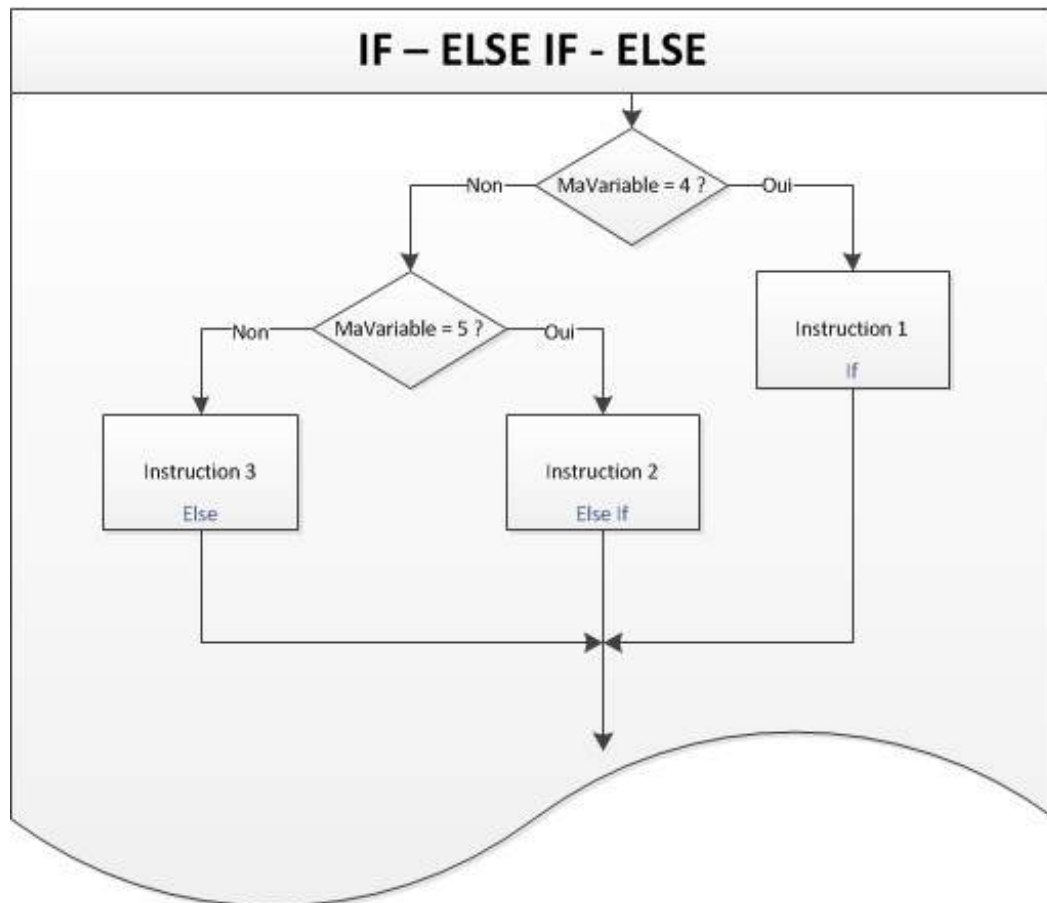 IF – ELSE IF - ELSE
MaVariable = 4 ?
Non
Oui
MaVariable = 5 ?
Non
Oui
Instruction 1
If
Instruction 3
Else
Instruction 2
Else If